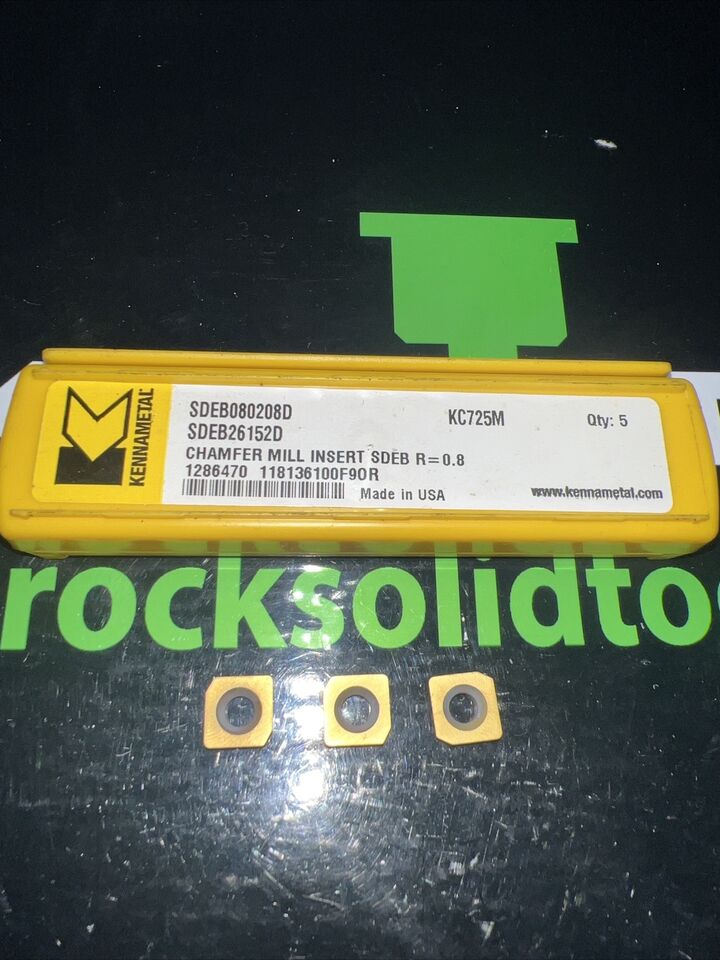 KENNAMETAL
SDEB080208D KC725M Qty: 5
SDEB26152D
CHAMFER MILL INSERT SDEB R=0.8
1286470 118136100F90R
Made in USA www.kennametal.com
rocksolidto